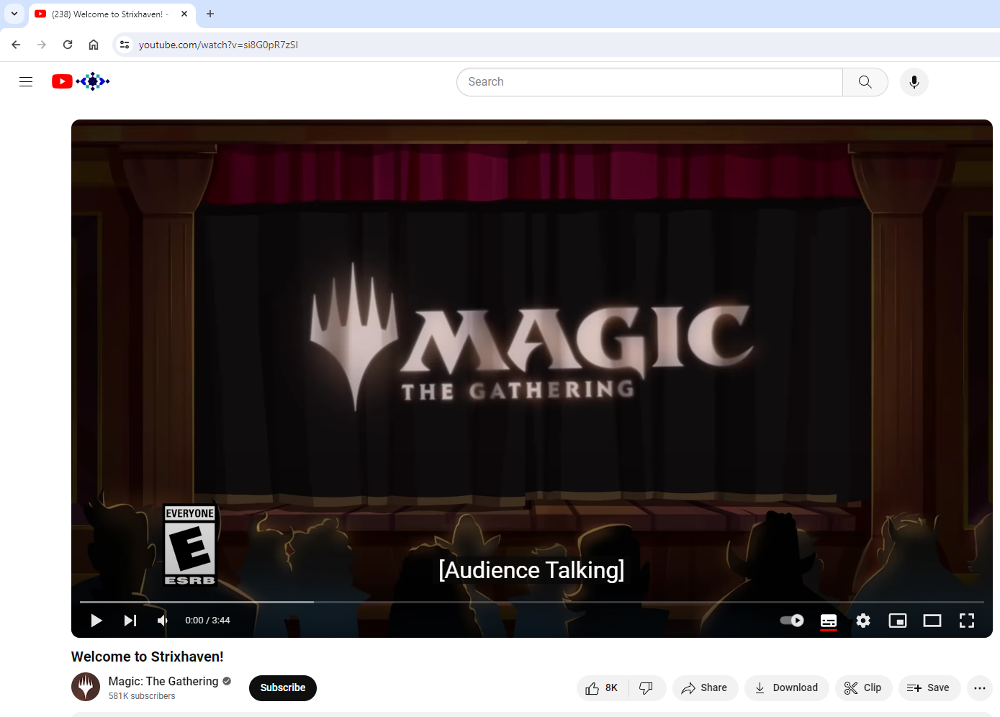 (238) Welcome to Strixhaven! -
youtube.com/watch?v=si8G0pR7zSI
Search
MAGIC
THE GATHERING
EVERYONE
E
ESRB
[Audience Talking]
0:00 / 3:44
Welcome to Strixhaven!
Magic: The Gathering
581K subscribers
Subscribe
8K
Share
Download
Clip
Save